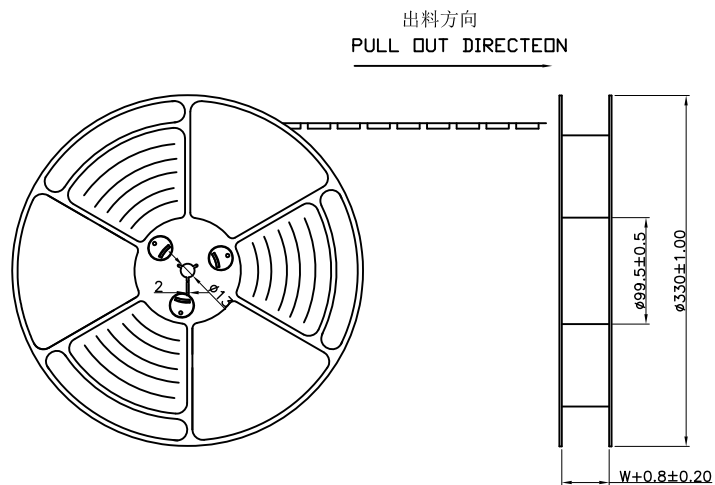 出料方向
PULL OUT DIRECTEON
2
ø13
ø99.5±0.5
ø330±1.00
W+0.8±0.20